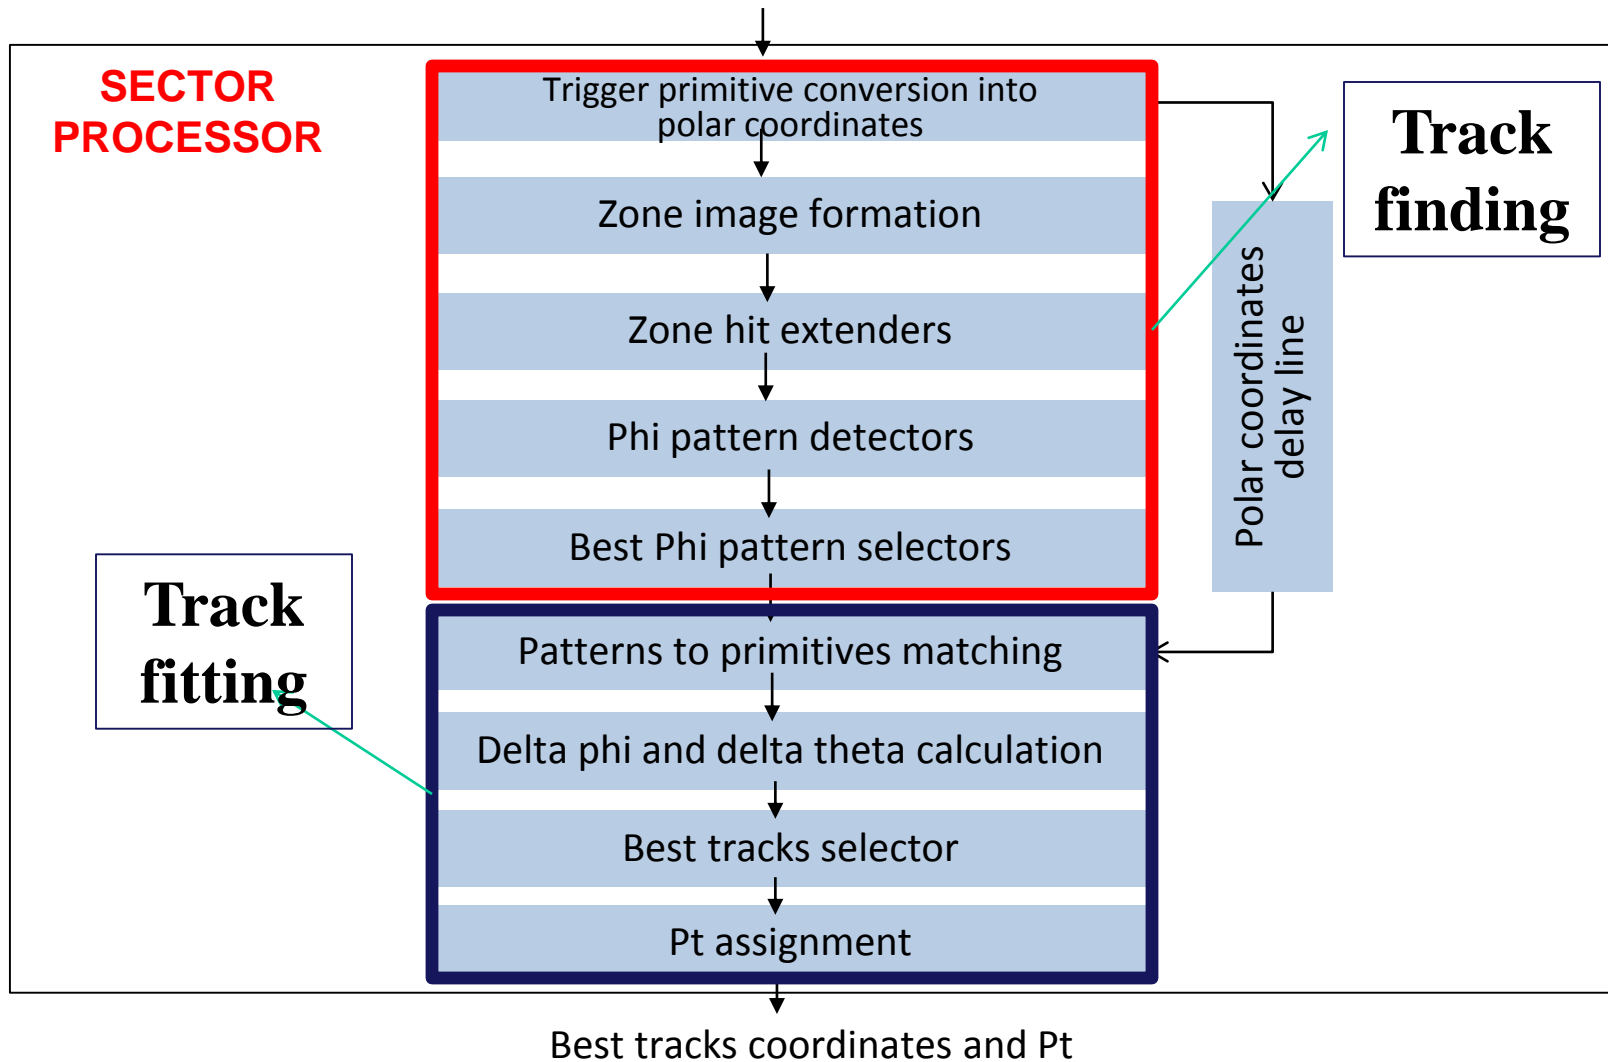 SECTOR
PROCESSOR
Trigger primitive conversion into
polar coordinates
Zone image formation
Zone hit extenders
Phi pattern detectors
Best Phi pattern selectors
Track
finding
Polar coordinates
delay line
Track
fitting
Patterns to primitives matching
Delta phi and delta theta calculation
Best tracks selector
Pt assignment
Best tracks coordinates and Pt